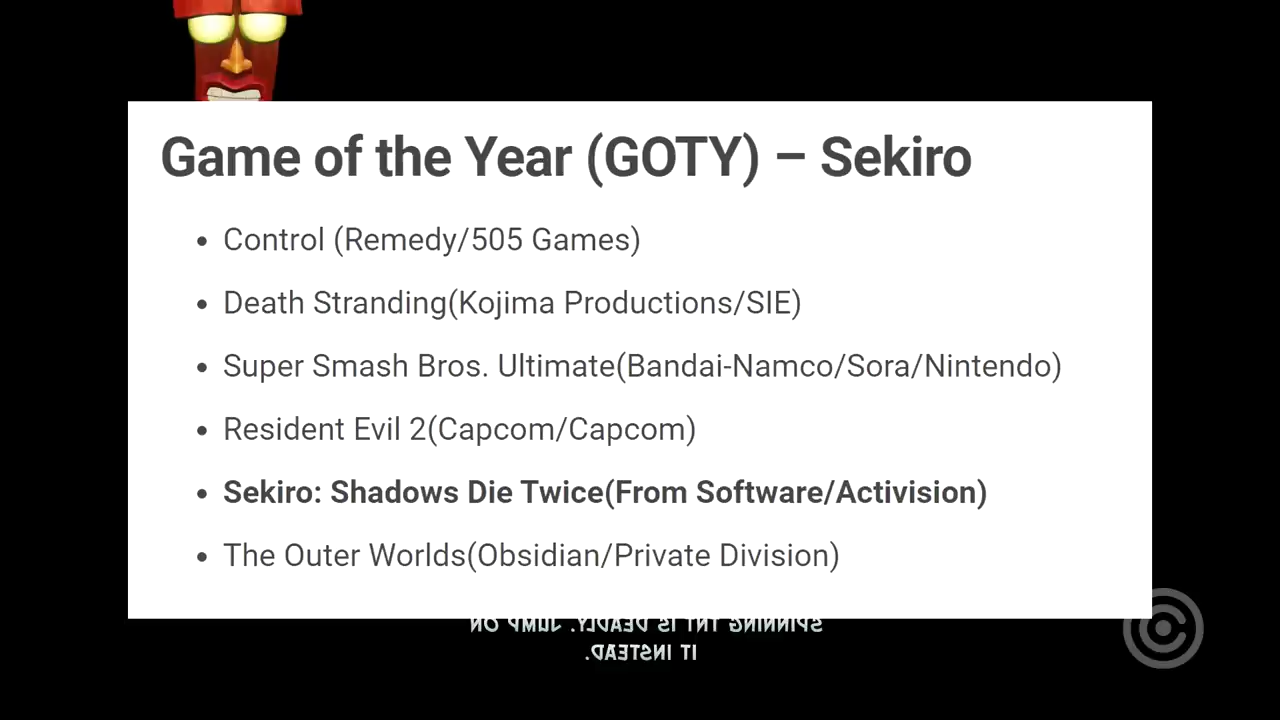 Game of the Year (GOTY) – Sekiro
• Control (Remedy/505 Games)
• Death Stranding(Kojima Productions/SIE)
• Super Smash Bros. Ultimate(Bandai-Namco/Sora/Nintendo)
• Resident Evil 2(Capcom/Capcom)
• Sekiro: Shadows Die Twice(From Software/Activision)
• The Outer Worlds(Obsidian/Private Division)
SPINNING TNT IS DEADLY. JUMP ON
IT INSTEAD.